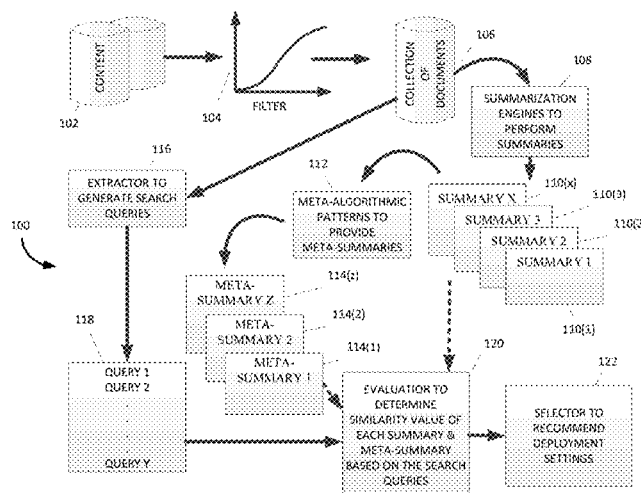 CONTENT
102
104
FILTER
COLLECTION
OF
DOCUMENTS
106
108
SUMMARIZATION
ENGINES TO
PERFORM
SUMMARIES
116
EXTRACTOR TO
GENERATE SEARCH
QUERIES
112
META-ALGORITHMIC
PATTERNS TO
PROVIDE
META-SUMMARIES
SUMMARY X
110(x)
SUMMARY 3
110(3)
SUMMARY 2
110(2)
SUMMARY 1
110(1)
100
META-
SUMMARY Z
114(z)
META-
SUMMARY 2
114(2)
META-
SUMMARY 1
114(1)
118
QUERY 1
QUERY 2
.
.
QUERY Y
120
EVALUATION TO
DETERMINE
SIMILARITY VALUE OF
EACH SUMMARY &
META-SUMMARY
BASED ON THE SEARCH
QUERIES
122
SELECTOR TO
RECOMMEND
DEPLOYMENT
SETTINGS